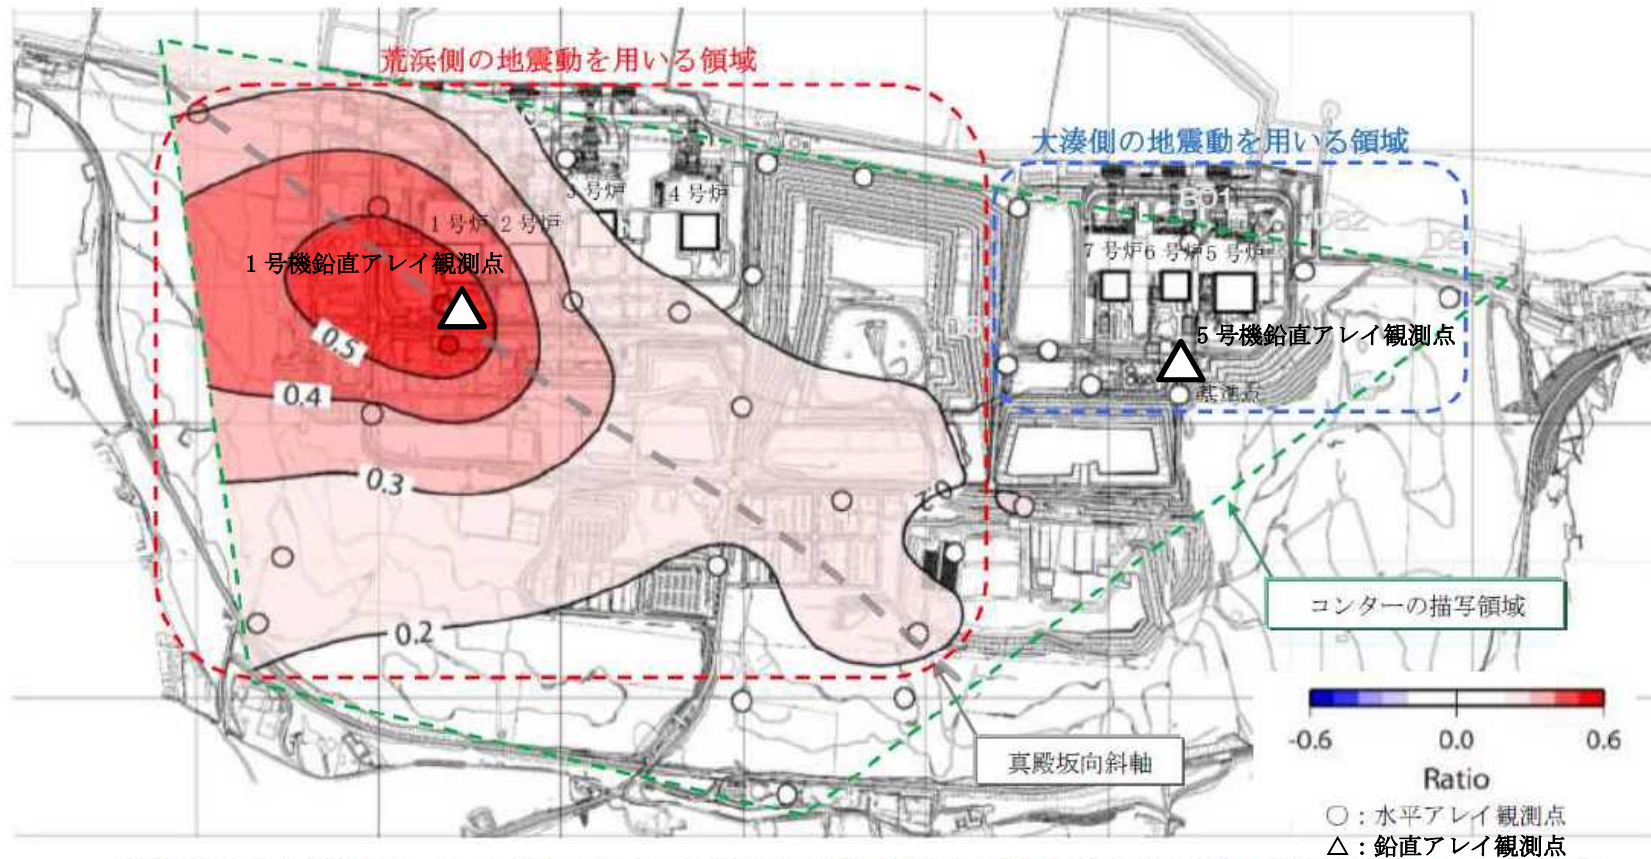 荒浜側の地震動を用いる領域
大湊側の地震動を用いる領域
3号炉
4号炉
1号炉 2号炉
1号機鉛直アレイ観測点
7号炉 6号炉 5号炉
5号機鉛直アレイ観測点
基準点
0.5
0.4
0.3
0.2
0.2
コンターの描写領域
真殿坂向斜軸
-0.6 0.0 0.6
Ratio
○：水平アレイ観測点
△：鉛直アレイ観測点